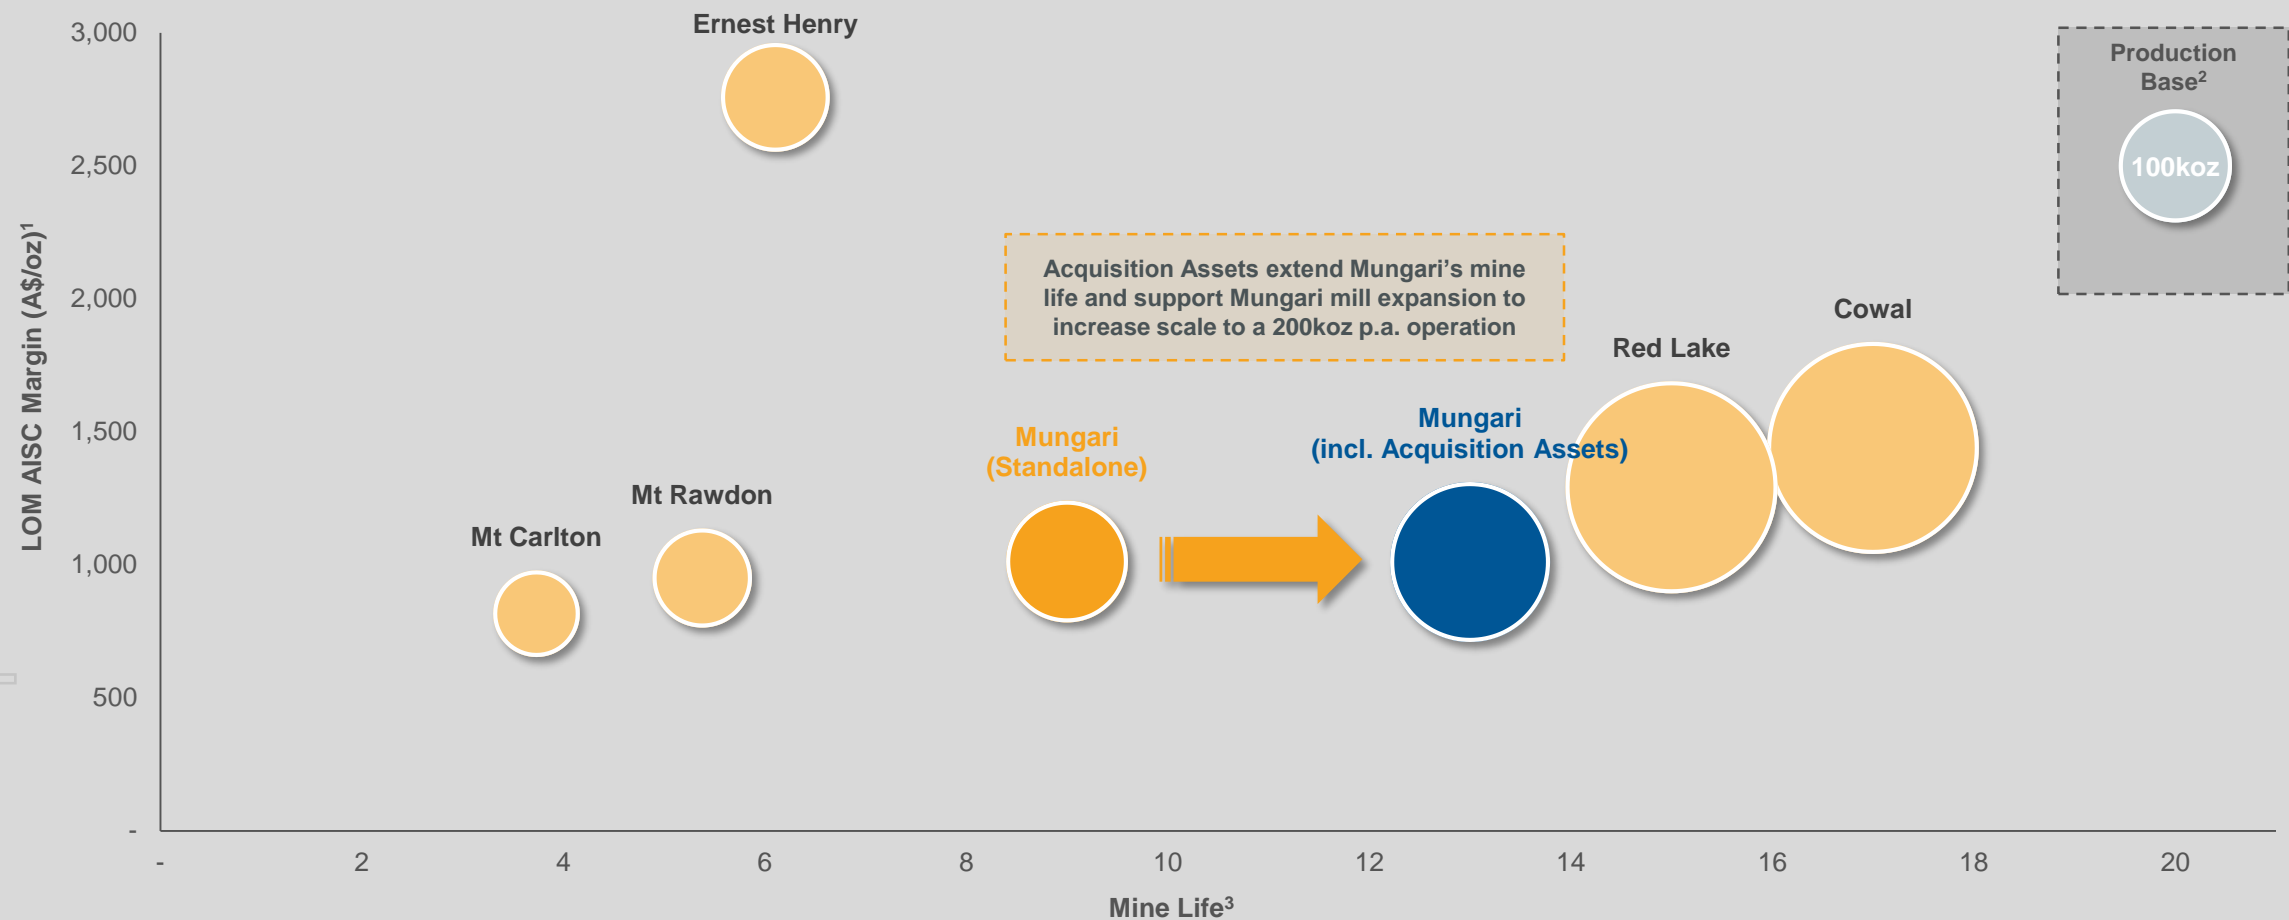 Ernest Henry
3,000
2,500
2,000
1,500
1,000
500
-
LOM AISC Margin (A$/oz)¹
Production
Base²
100koz
Acquisition Assets extend Mungari’s mine
life and support Mungari mill expansion to
increase scale to a 200koz p.a. operation
Cowal
Red Lake
Mungari
(incl. Acquisition Assets)
Mungari
(Standalone)
Mt Rawdon
Mt Carlton
-
2
4
6
8
10
12
14
16
18
20
Mine Life³